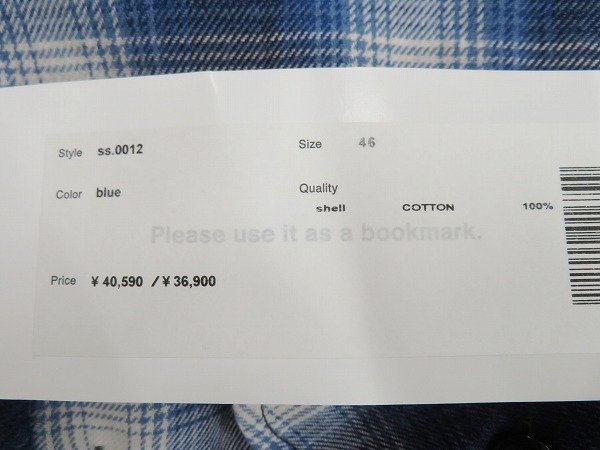 Style ss.0012
Size 46
Color blue
Quality
shell COTTON 100%
Please use it as a bookmark.
Price ¥ 40,590 / ¥ 36,900